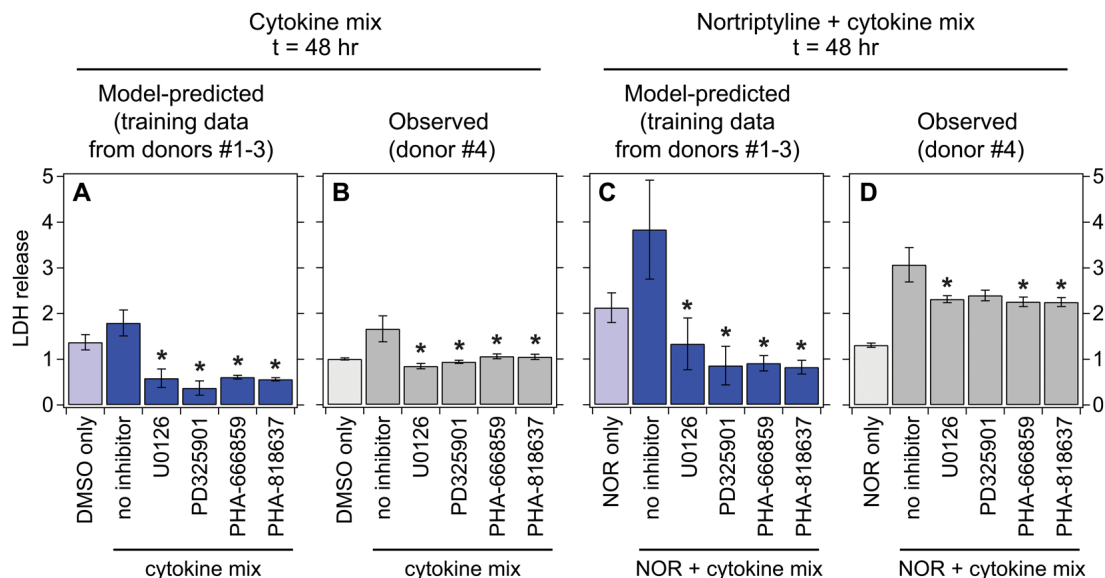 Cytokine mix
t = 48 hr
Nortriptyline + cytokine mix
t = 48 hr
Model-predicted
(training data
from donors #1-3)
Observed
(donor #4)
Model-predicted
(training data
from donors #1-3)
Observed
(donor #4)
LDH release
5
4
3
2
1
0
A
*
*
*
*
DMSO only
no inhibitor
U0126
PD325901
PHA-666859
PHA-818637
cytokine mix
B
*
*
*
*
DMSO only
no inhibitor
U0126
PD325901
PHA-666859
PHA-818637
cytokine mix
C
*
*
*
*
NOR only
no inhibitor
U0126
PD325901
PHA-666859
PHA-818637
NOR + cytokine mix
D
*
*
*
5
4
3
2
1
0
NOR only
no inhibitor
U0126
PD325901
PHA-666859
PHA-818637
NOR + cytokine mix